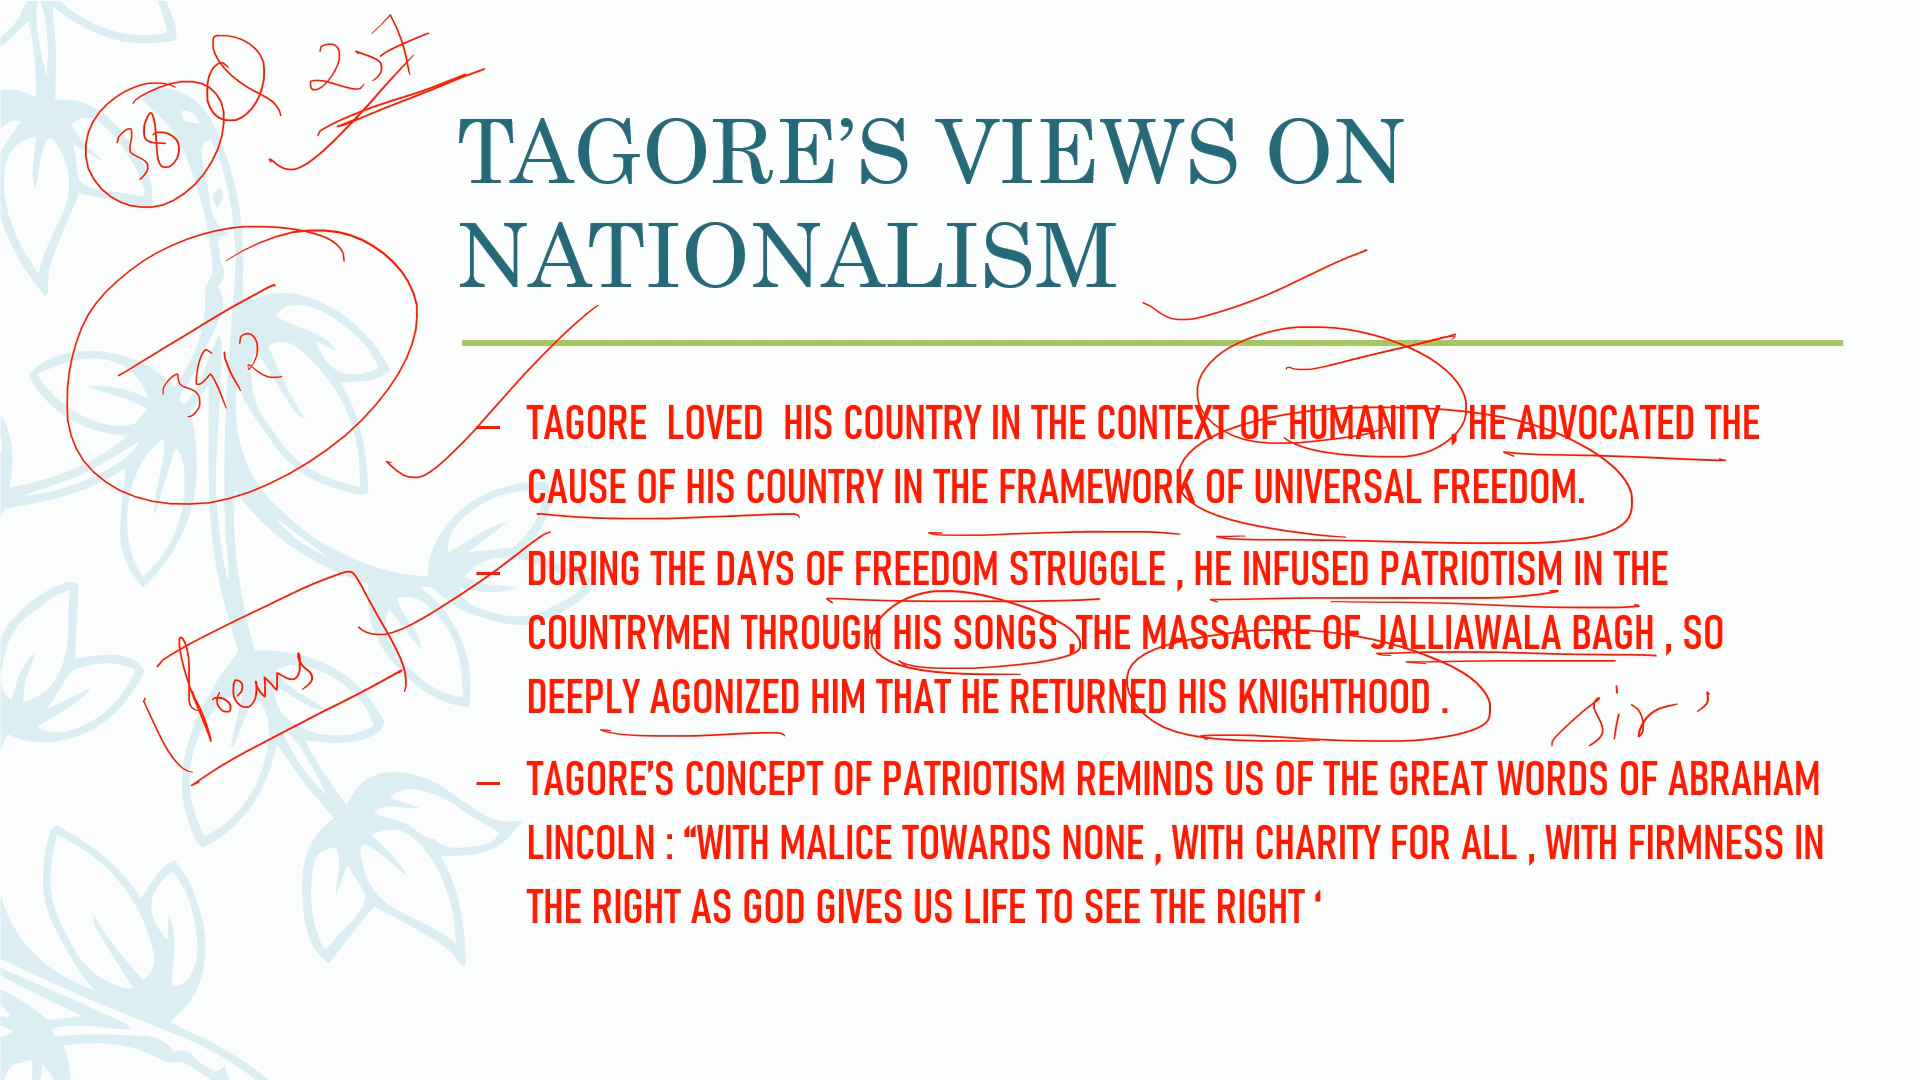 38
257
TAGORE’S VIEWS ON
NATIONALISM
3912
– TAGORE LOVED HIS COUNTRY IN THE CONTEXT OF HUMANITY , HE ADVOCATED THE
CAUSE OF HIS COUNTRY IN THE FRAMEWORK OF UNIVERSAL FREEDOM.
– DURING THE DAYS OF FREEDOM STRUGGLE , HE INFUSED PATRIOTISM IN THE
COUNTRYMEN THROUGH HIS SONGS ,THE MASSACRE OF JALLIAWALA BAGH , SO
DEEPLY AGONIZED HIM THAT HE RETURNED HIS KNIGHTHOOD .
Poems
sir
– TAGORE’S CONCEPT OF PATRIOTISM REMINDS US OF THE GREAT WORDS OF ABRAHAM
LINCOLN : “WITH MALICE TOWARDS NONE , WITH CHARITY FOR ALL , WITH FIRMNESS IN
THE RIGHT AS GOD GIVES US LIFE TO SEE THE RIGHT ‘